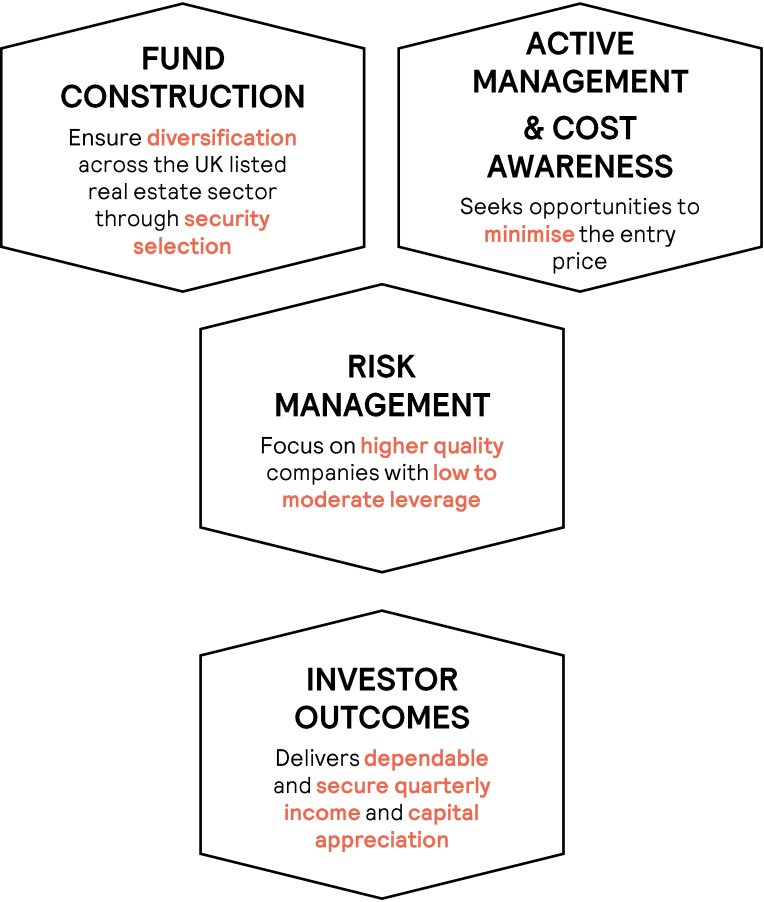 FUND
CONSTRUCTION
Ensure diversification
across the UK listed
real estate sector
through security
selection
ACTIVE
MANAGEMENT
& COST
AWARENESS
Seeks opportunities to
minimise the entry
price
RISK
MANAGEMENT
Focus on higher quality
companies with low to
moderate leverage
INVESTOR
OUTCOMES
Delivers dependable
and secure quarterly
income and capital
appreciation